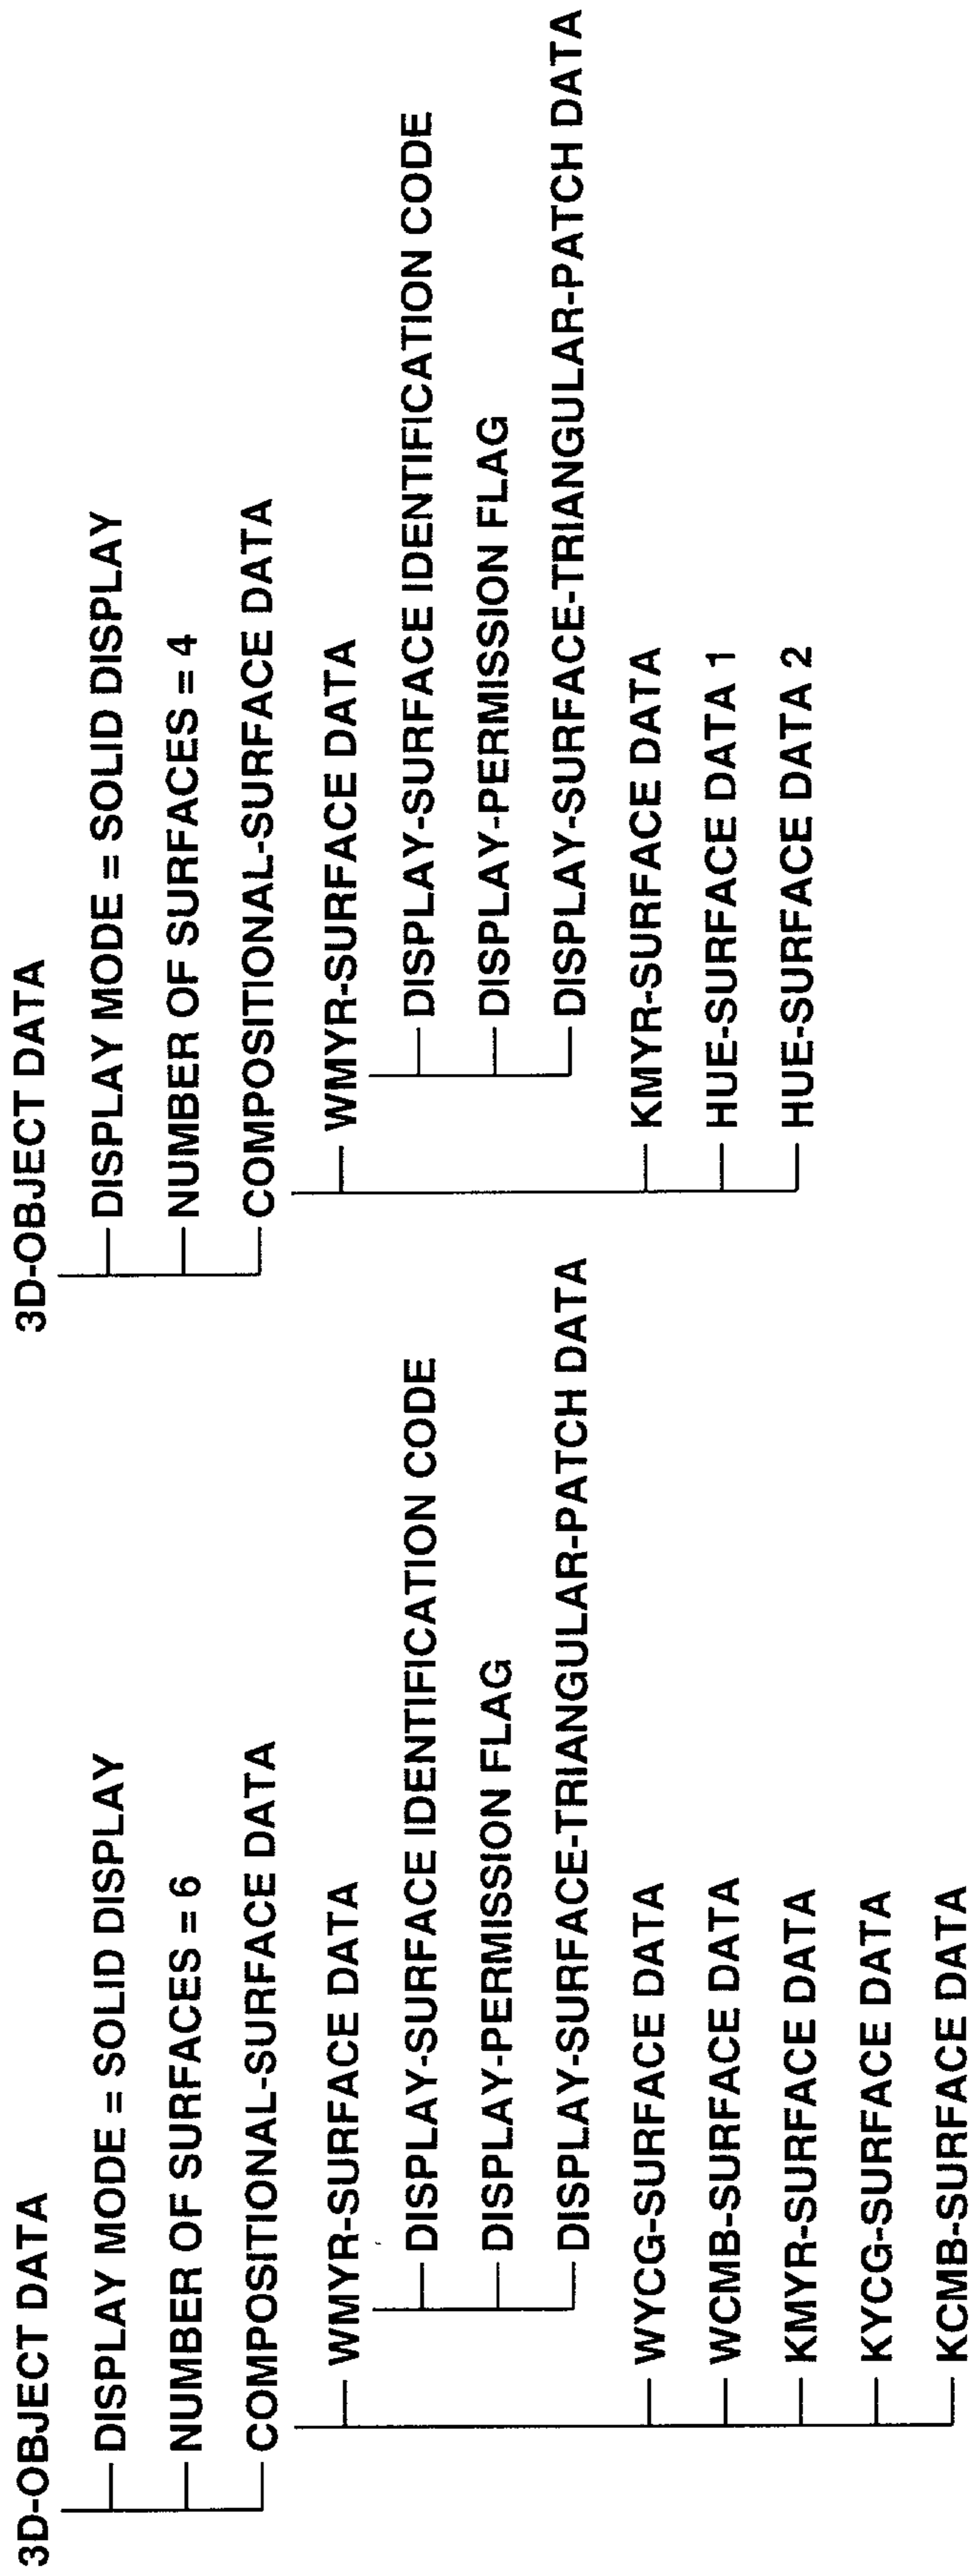 3D-OBJECT DATA
DISPLAY MODE = SOLID DISPLAY
NUMBER OF SURFACES = 6
COMPOSITIONAL-SURFACE DATA
WMYR-SURFACE DATA
DISPLAY-SURFACE IDENTIFICATION CODE
DISPLAY-PERMISSION FLAG
DISPLAY-SURFACE-TRIANGULAR-PATCH DATA
WYCG-SURFACE DATA
WCMB-SURFACE DATA
KMYR-SURFACE DATA
KYCG-SURFACE DATA
KCMB-SURFACE DATA
3D-OBJECT DATA
DISPLAY MODE = SOLID DISPLAY
NUMBER OF SURFACES = 4
COMPOSITIONAL-SURFACE DATA
WMYR-SURFACE DATA
DISPLAY-SURFACE IDENTIFICATION CODE
DISPLAY-PERMISSION FLAG
DISPLAY-SURFACE-TRIANGULAR-PATCH DATA
KMYR-SURFACE DATA
HUE-SURFACE DATA 1
HUE-SURFACE DATA 2